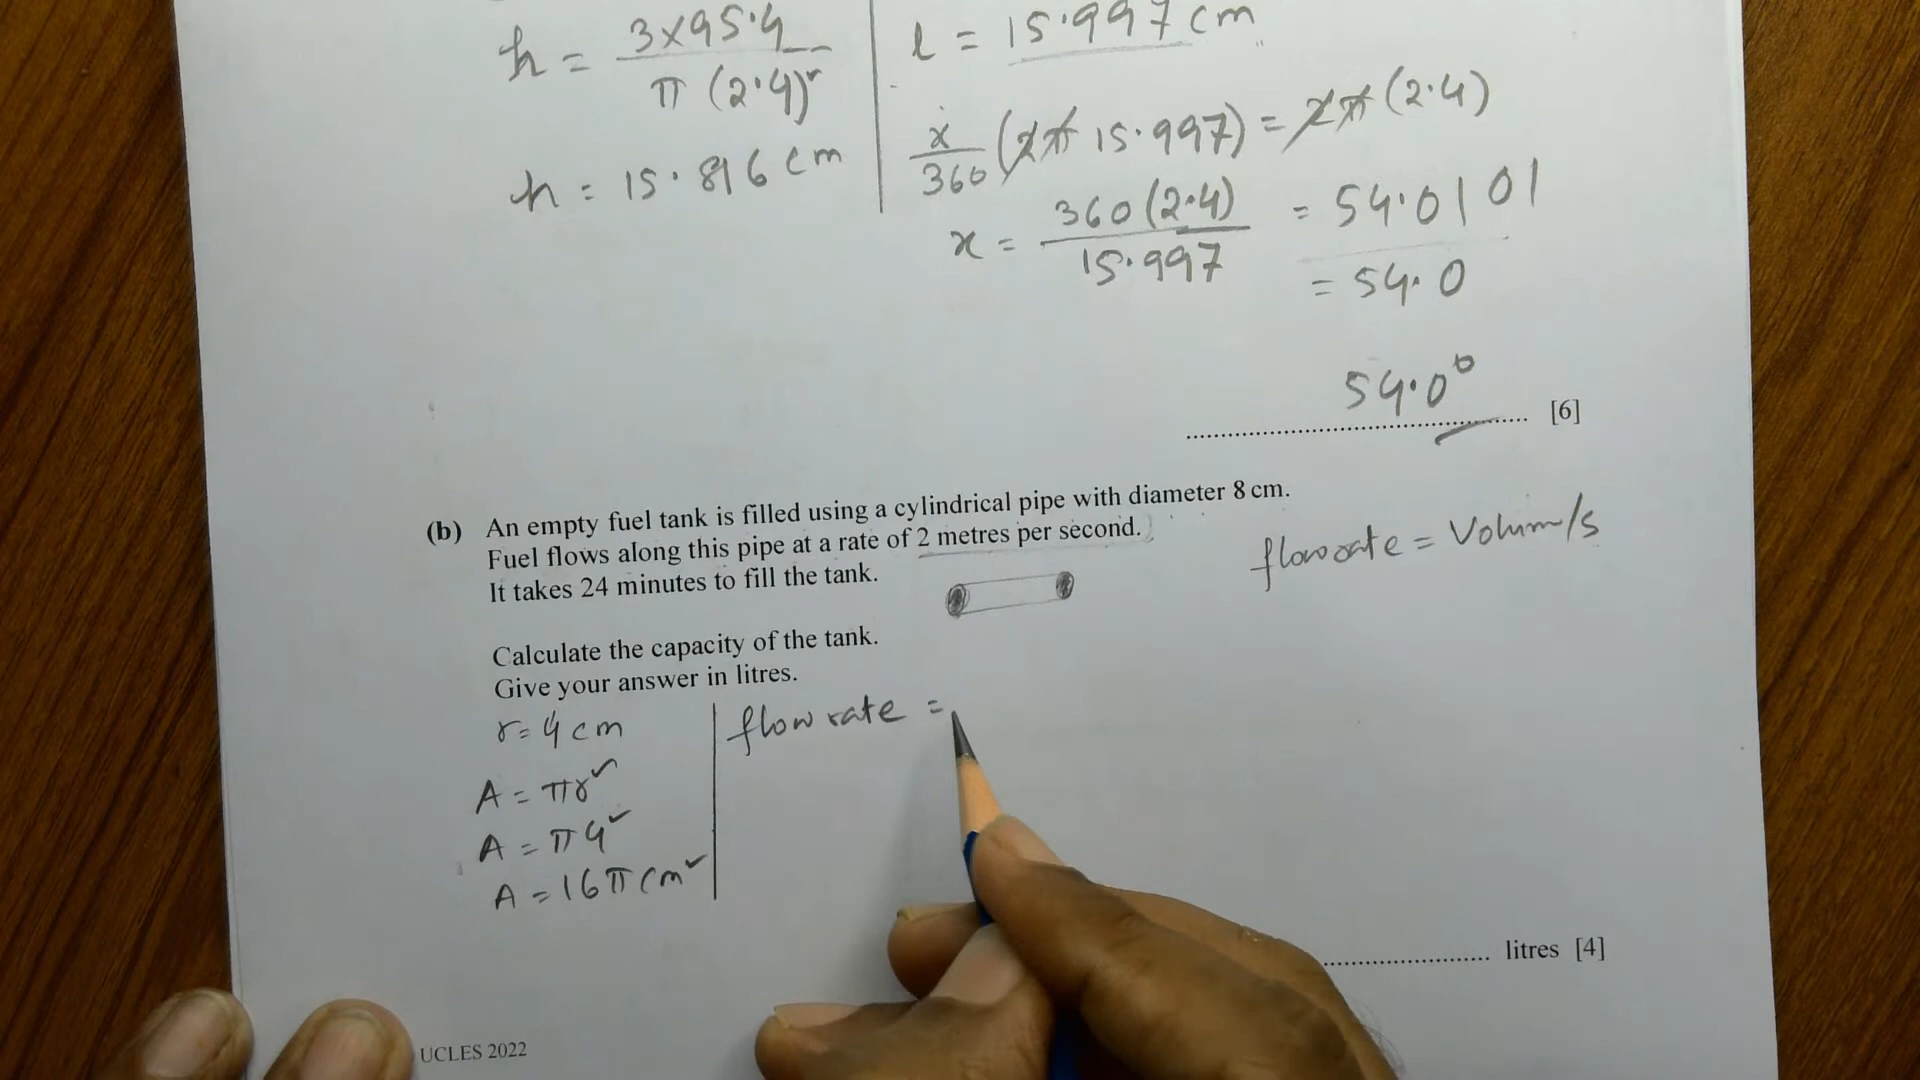 h = 3×95.4 / π (2.4)²
h = 15.816 cm
l = 15.997 cm
x/360 (2π 15.997) = 2π (2.4)
x = 360(2.4) / 15.997 = 54.0101
= 54.0
54.0°
[6]
(b) An empty fuel tank is filled using a cylindrical pipe with diameter 8 cm.
Fuel flows along this pipe at a rate of 2 metres per second.
It takes 24 minutes to fill the tank.
flow rate = Volum/s
Calculate the capacity of the tank.
Give your answer in litres.
r = 4 cm
A = πr²
A = π4²
A = 16π cm²
flow rate =
litres [4]
UCLES 2022